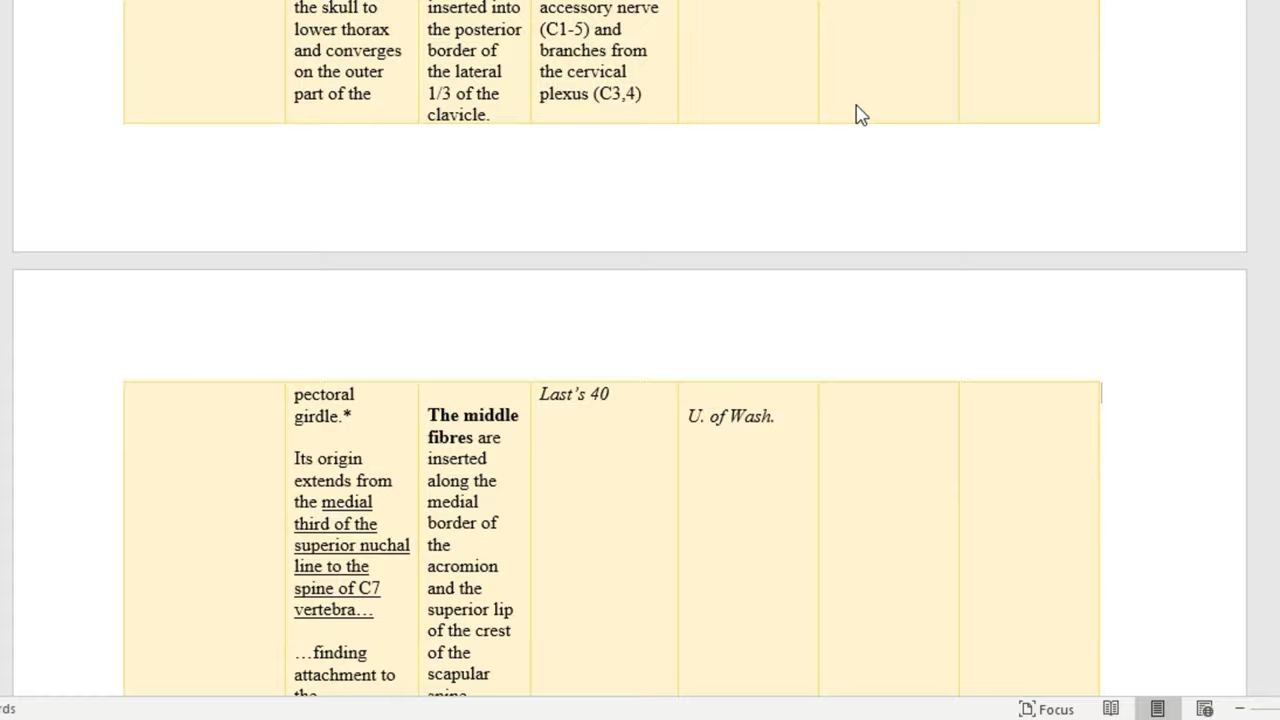 the skull to
lower thorax
and converges
on the outer
part of the
inserted into
the posterior
border of
the lateral
1/3 of the
clavicle.
accessory nerve
(C1-5) and
branches from
the cervical
plexus (C3,4)
pectoral
girdle.*
Its origin
extends from
the medial
third of the
superior nuchal
line to the
spine of C7
vertebra…
…finding
attachment to
the
The middle
fibres are
inserted
along the
medial
border of
the
acromion
and the
superior lip
of the crest
of the
scapular
spine
Last’s 40
U. of Wash.
rds
Focus